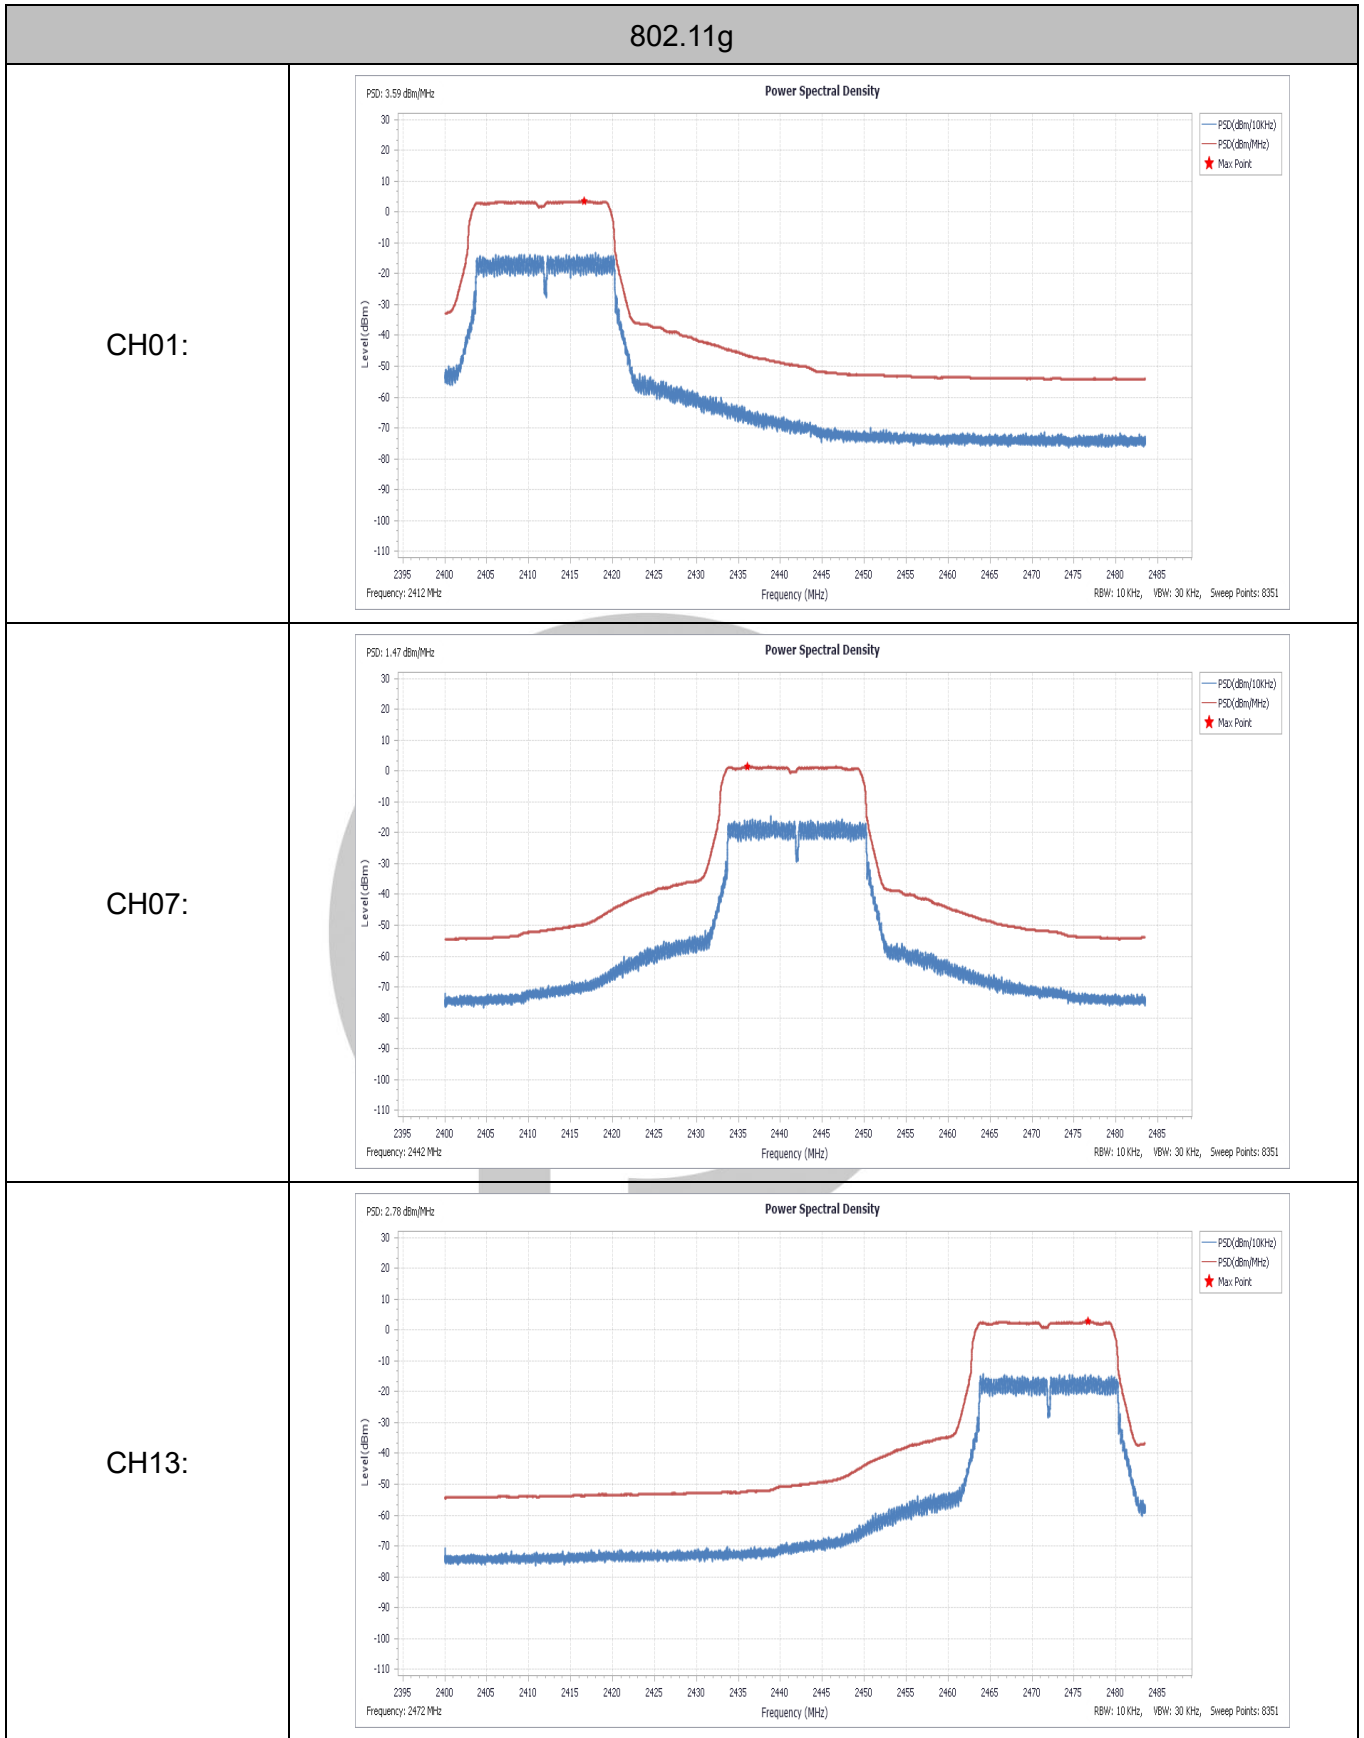 802.11g
CH01:
PSD: 3.59 dBm/MHz
Power Spectral Density
30
20
10
0
-10
-20
-30
-40
-50
-60
-70
-80
-90
-100
-110
Level(dBm)
PSD(dBm/10KHz)
PSD(dBm/MHz)
Max Point
2395 2400 2405 2410 2415 2420 2425 2430 2435 2440 2445 2450 2455 2460 2465 2470 2475 2480 2485
Frequency: 2412 MHz
Frequency (MHz)
RBW: 10 KHz, VBW: 30 KHz, Sweep Points: 8351
CH07:
PSD: 1.47 dBm/MHz
Power Spectral Density
30
20
10
0
-10
-20
-30
-40
-50
-60
-70
-80
-90
-100
-110
Level(dBm)
PSD(dBm/10KHz)
PSD(dBm/MHz)
Max Point
2395 2400 2405 2410 2415 2420 2425 2430 2435 2440 2445 2450 2455 2460 2465 2470 2475 2480 2485
Frequency: 2442 MHz
Frequency (MHz)
RBW: 10 KHz, VBW: 30 KHz, Sweep Points: 8351
CH13:
PSD: 2.78 dBm/MHz
Power Spectral Density
30
20
10
0
-10
-20
-30
-40
-50
-60
-70
-80
-90
-100
-110
Level(dBm)
PSD(dBm/10KHz)
PSD(dBm/MHz)
Max Point
2395 2400 2405 2410 2415 2420 2425 2430 2435 2440 2445 2450 2455 2460 2465 2470 2475 2480 2485
Frequency: 2472 MHz
Frequency (MHz)
RBW: 10 KHz, VBW: 30 KHz, Sweep Points: 8351